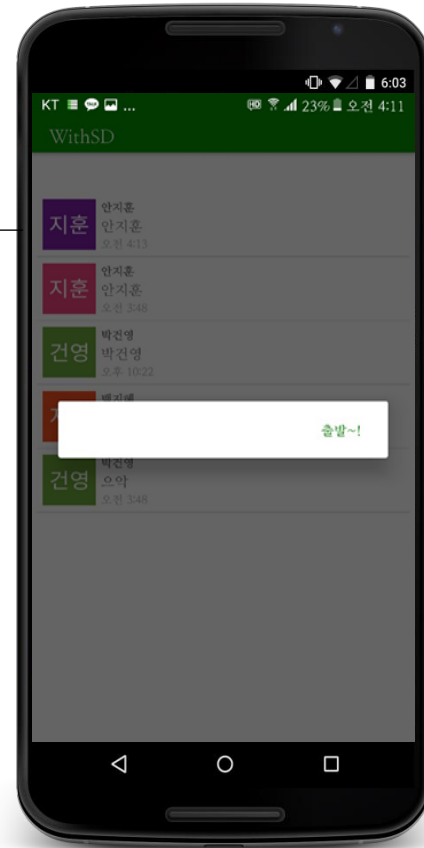 6:03
KT ... HD 23% 오전 4:11
WithSD
지훈
안지훈
안지훈
오전 4:13
지훈
안지훈
안지훈
오전 3:48
건영
박건영
박건영
오후 10:22
출발~!
건영
박건영
으악
오전 3:48